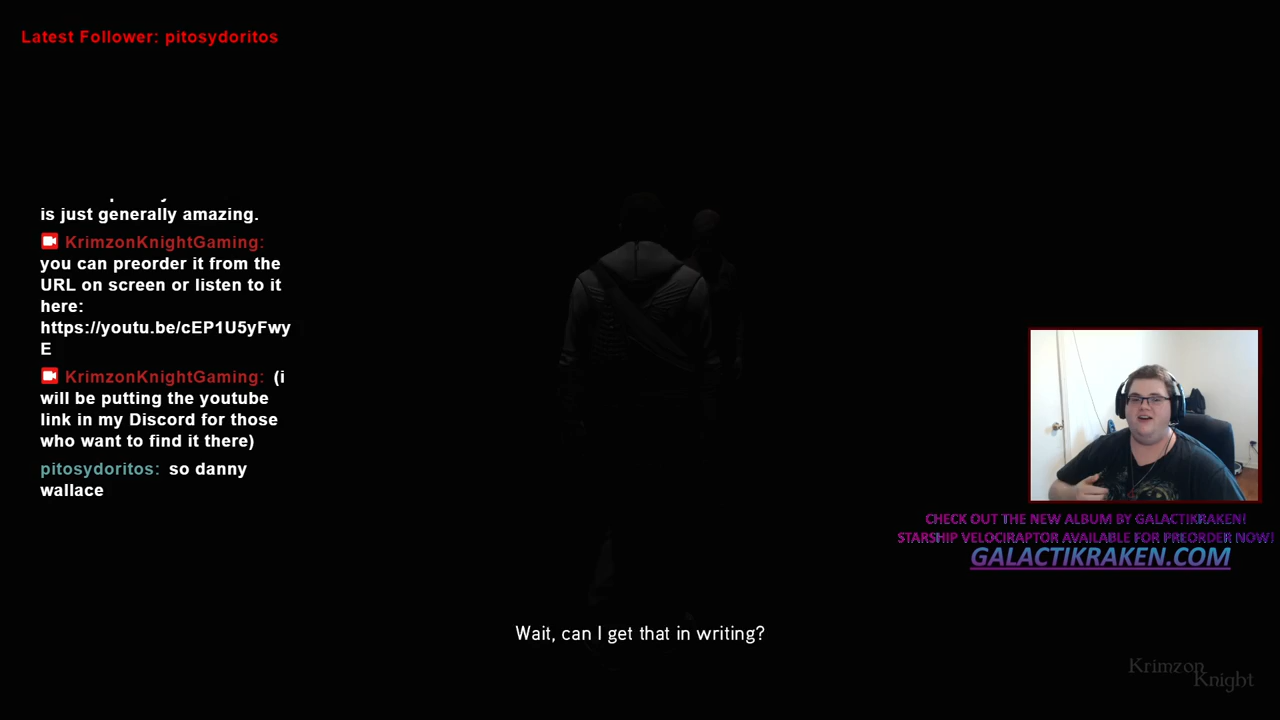 Latest Follower: pitosydoritos
is just generally amazing.
KrimzonKnightGaming:
you can preorder it from the
URL on screen or listen to it
here:
https://youtu.be/cEP1U5yFwy
E
KrimzonKnightGaming: (i
will be putting the youtube
link in my Discord for those
who want to find it there)
pitosydoritos: so danny
wallace
CHECK OUT THE NEW ALBUM BY GALACTIKRAKEN!
STARSHIP VELOCIRAPTOR AVAILABLE FOR PREORDER NOW!
GALACTIKRAKEN.COM
Wait, can I get that in writing?
Krimzon
Knight